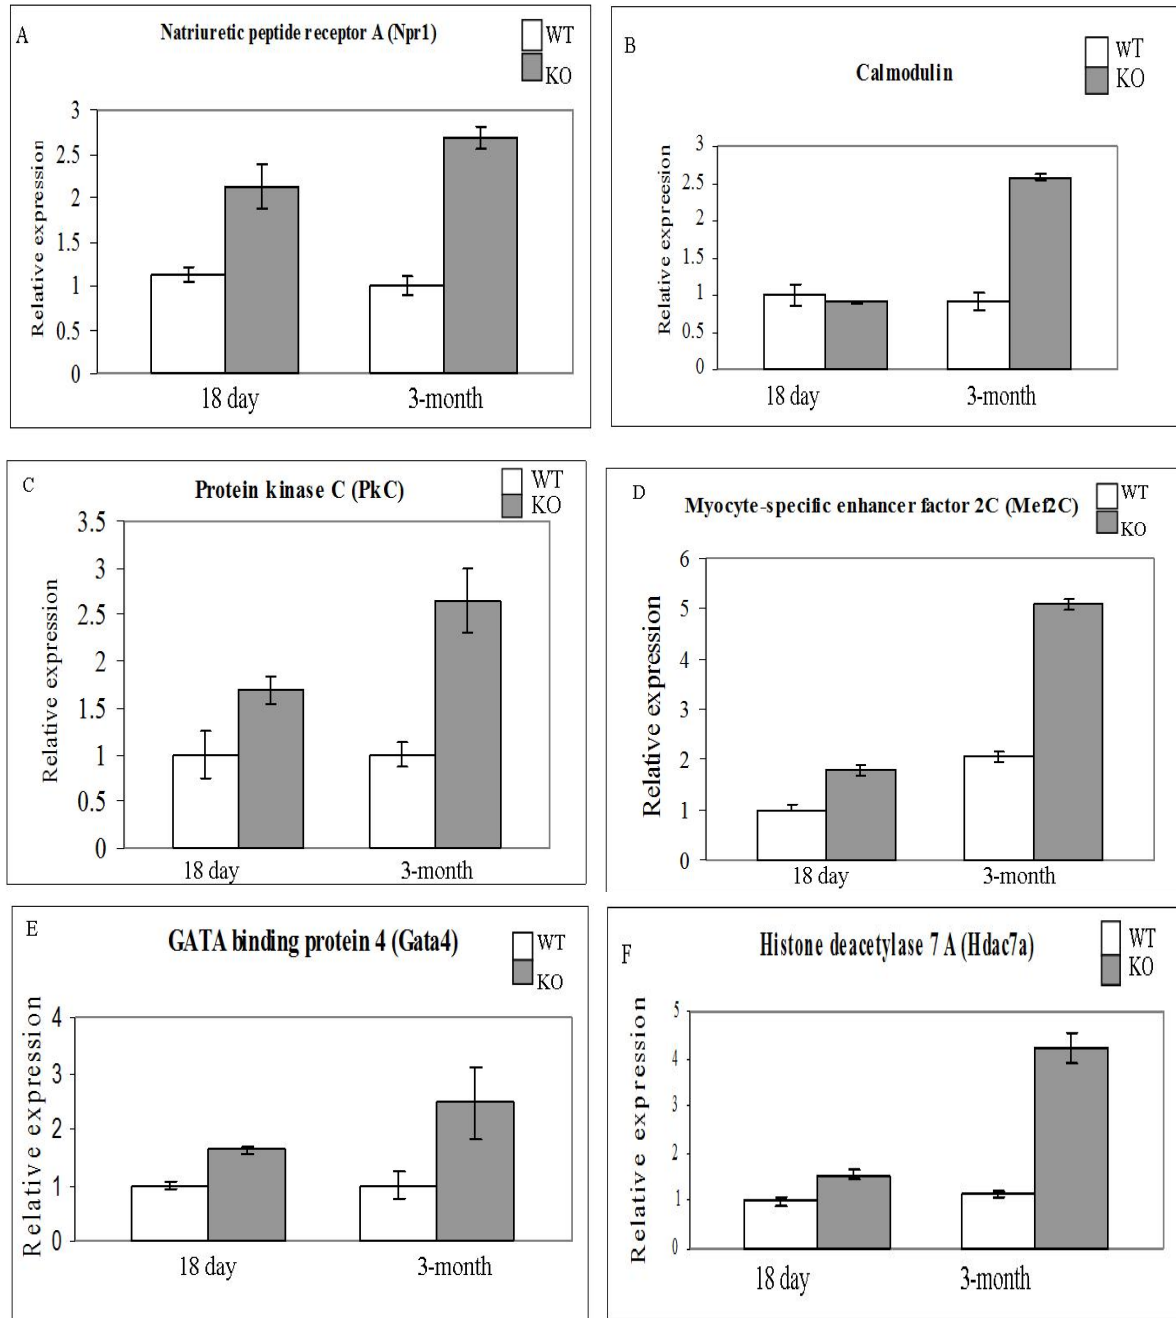 A
Natriuretic peptide receptor A (Npr1)
WT
KO
Relative expression
3
2.5
2
1.5
1
0.5
0
18 day
3-month
B
Calmodulin
WT
KO
Relative expreesion
3
2.5
2
1.5
1
0.5
0
18 day
3-month
C
Protein kinase C (PkC)
WT
KO
Relative expression
3.5
3
2.5
2
1.5
1
0.5
0
18 day
3-month
D
Myocyte-specific enhancer factor 2C (Mef2C)
WT
KO
Relative expression
6
5
4
3
2
1
0
18 day
3-month
E
GATA binding protein 4 (Gata4)
WT
KO
Relative expression
4
3
2
1
0
18 day
3-month
F
Histone deacetylase 7 A (Hdac7a)
WT
KO
Relative expression
5
4
3
2
1
0
18 day
3-month